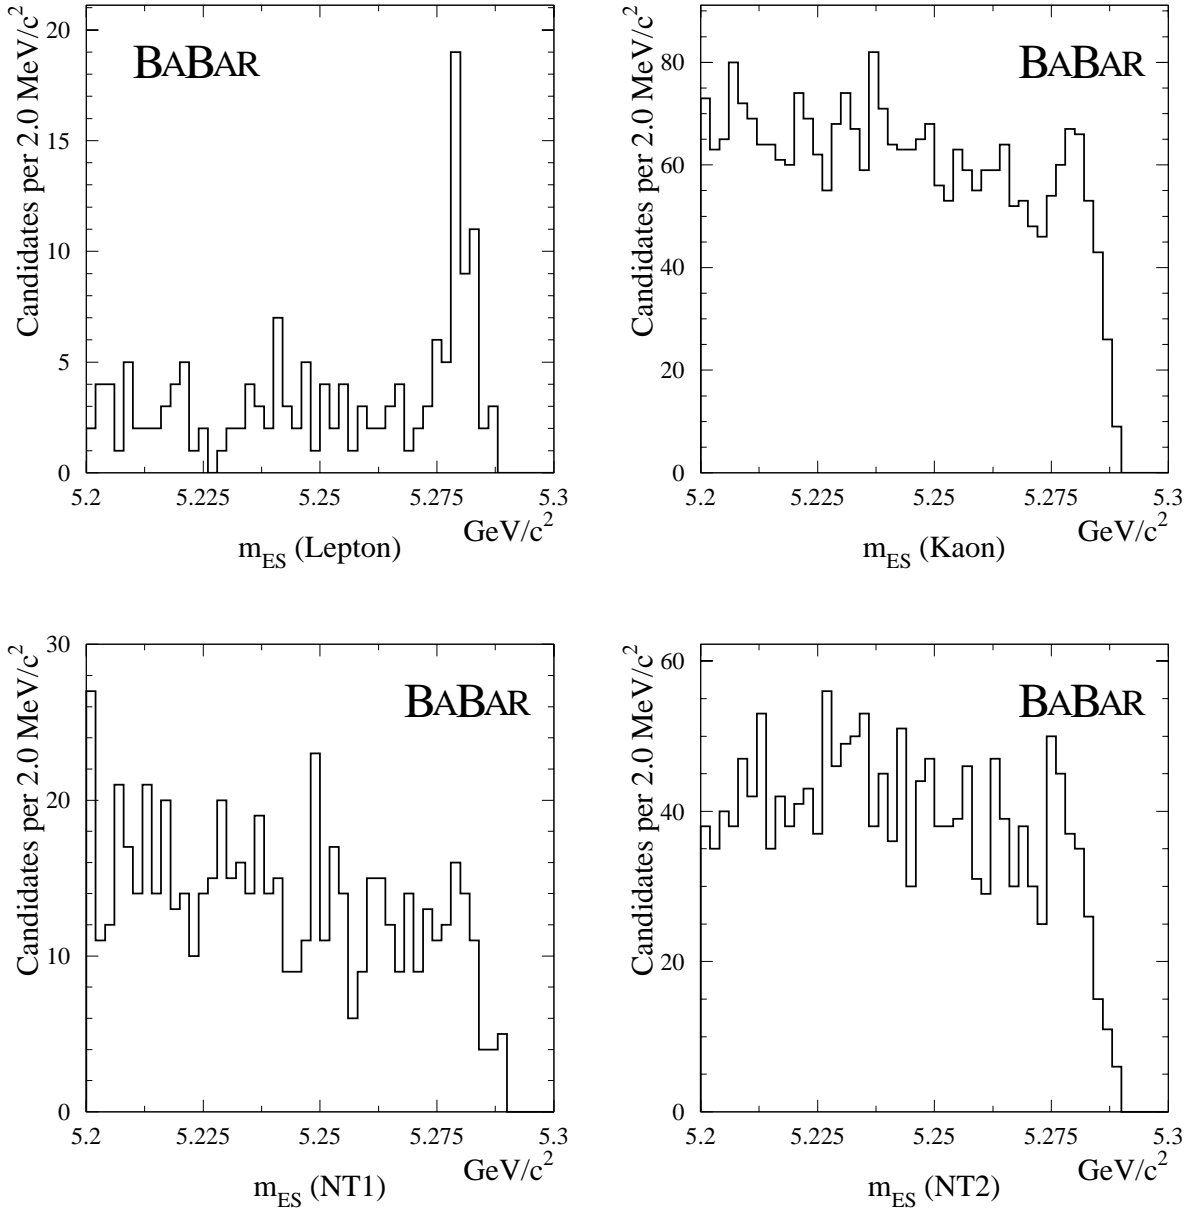 BABAR
Candidates per 2.0 MeV/c²
20
15
10
5
0
5.2 5.225 5.25 5.275 5.3
GeV/c²
m_ES (Lepton)
BABAR
Candidates per 2.0 MeV/c²
80
60
40
20
0
5.2 5.225 5.25 5.275 5.3
GeV/c²
m_ES (Kaon)
BABAR
Candidates per 2.0 MeV/c²
30
20
10
0
5.2 5.225 5.25 5.275 5.3
GeV/c²
m_ES (NT1)
BABAR
Candidates per 2.0 MeV/c²
60
40
20
0
5.2 5.225 5.25 5.275 5.3
GeV/c²
m_ES (NT2)